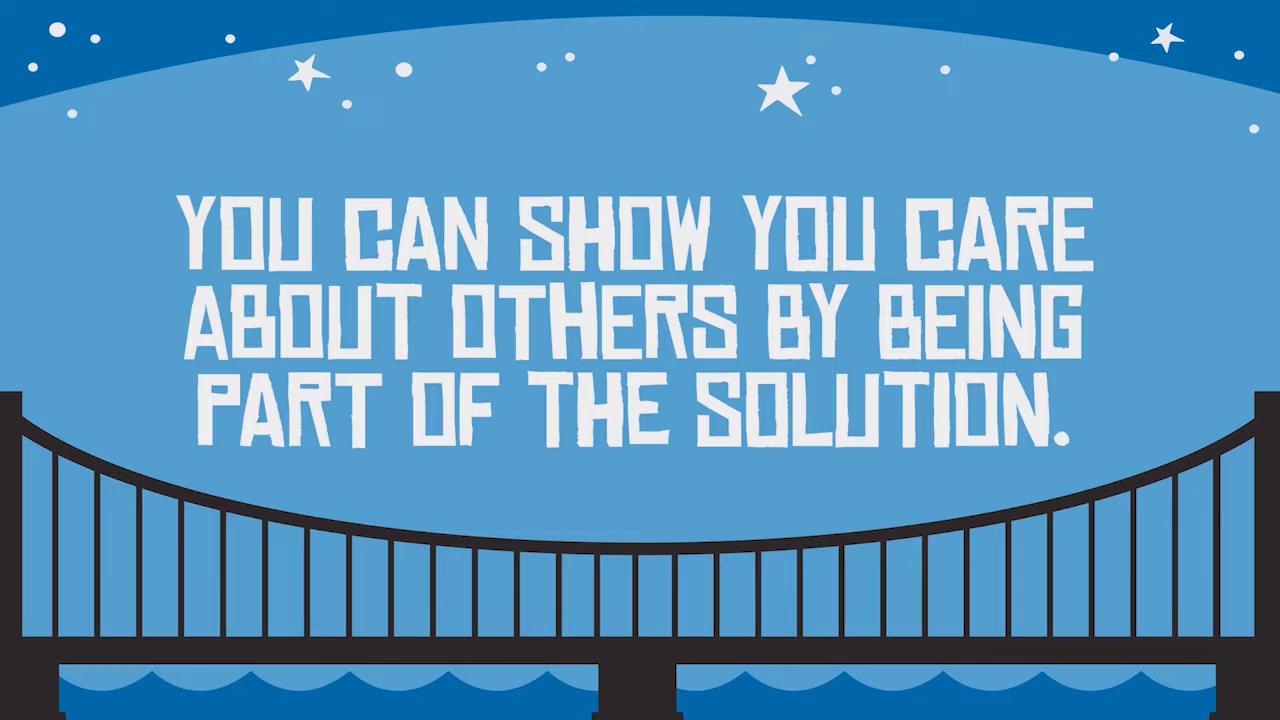 YOU CAN SHOW YOU CARE
ABOUT OTHERS BY BEING
PART OF THE SOLUTION.